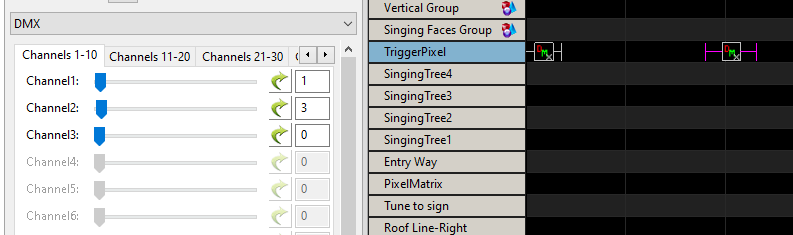 DMX
Channels 1-10 Channels 11-20 Channels 21-30
Channel1: 1
Channel2: 3
Channel3: 0
Channel4: 0
Channel5: 0
Channel6: 0
Vertical Group
Singing Faces Group
TriggerPixel
SingingTree4
SingingTree3
SingingTree2
SingingTree1
Entry Way
PixelMatrix
Tune to sign
Roof Line-Right